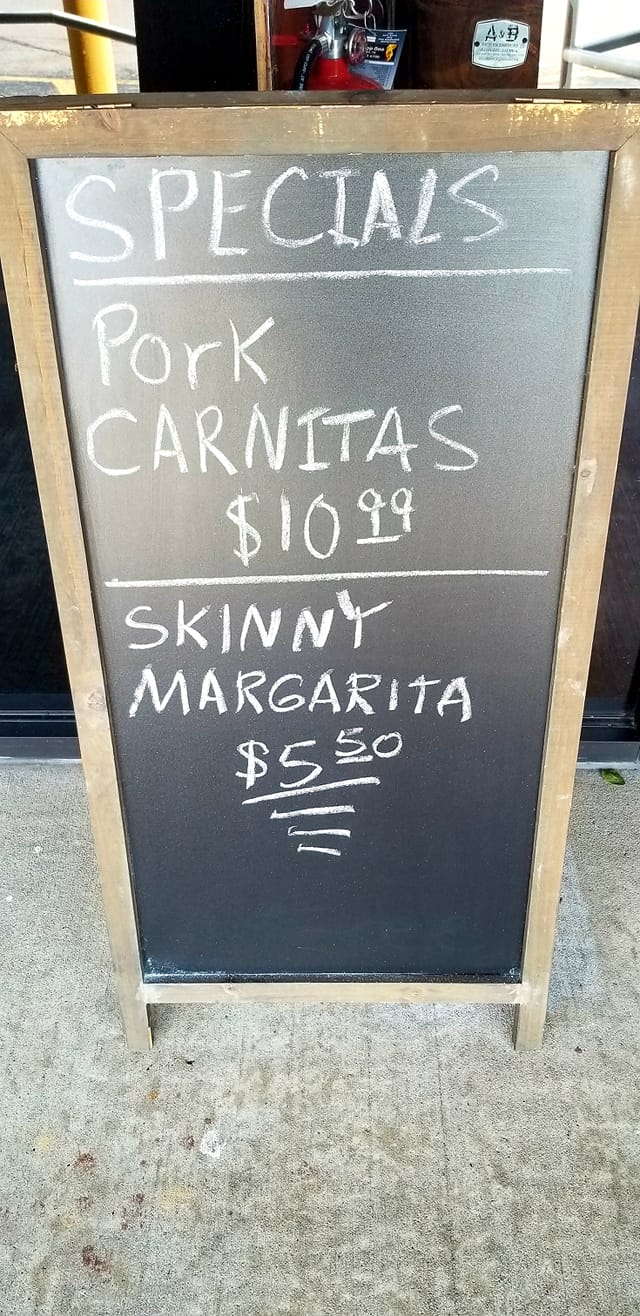 SPECIALS
Pork
CARNITAS
$10 99
SKINNY
MARGARITA
$5 50